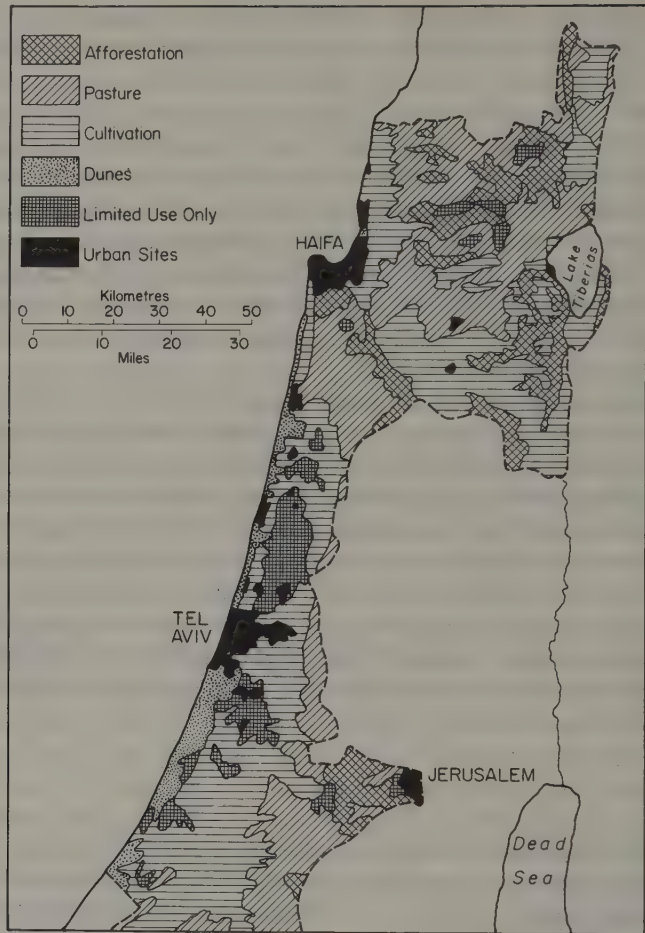 Afforestation
Pasture
Cultivation
Dunes
Limited Use Only
Urban Sites
Kilometres
0 10 20 30 40 50
0 10 20 30
Miles
HAIFA
Lake
Tiberias
TEL
AVIV
JERUSALEM
Dead
Sea